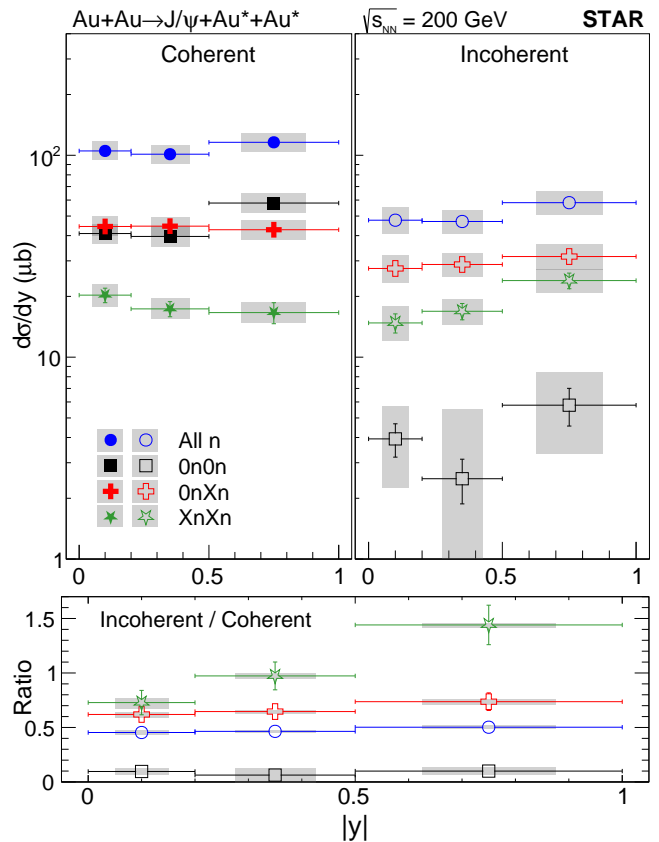 Au+Au→J/ψ+Au*+Au* √s_NN = 200 GeV STAR
Coherent Incoherent
10²
10
1
dσ/dy (μb)
All n
0n0n
0nXn
XnXn
0 0.5 1 0 0.5 1
Incoherent / Coherent
1.5
1
0.5
0
Ratio
0 0.5 1
|y|